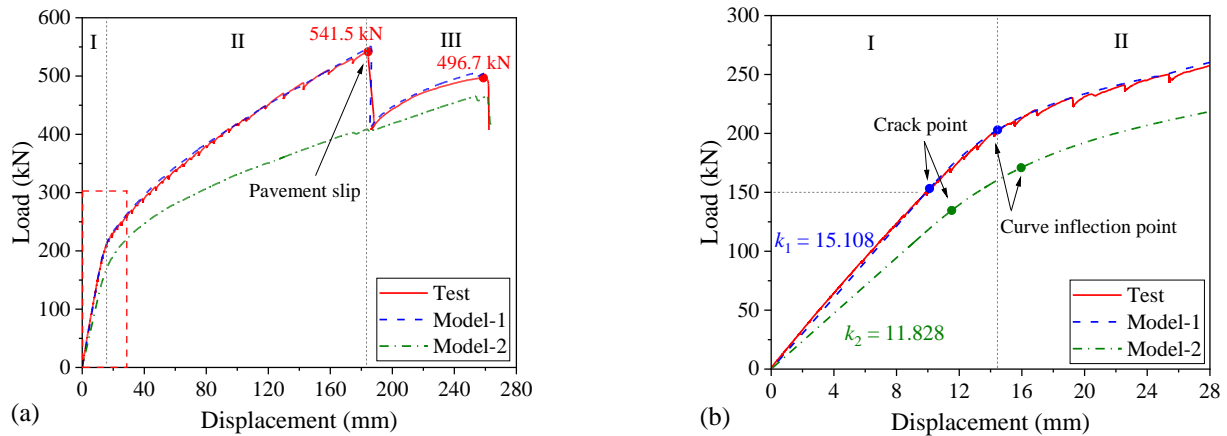 600
500
400
300
200
100
0
Load (kN)
I
II
III
541.5 kN
496.7 kN
Pavement slip
Test
Model-1
Model-2
0 40 80 120 160 200 240 280
Displacement (mm)
(a)
300
250
200
150
100
50
0
Load (kN)
I
II
Crack point
Curve inflection point
k1 = 15.108
k2 = 11.828
Test
Model-1
Model-2
0 4 8 12 16 20 24 28
Displacement (mm)
(b)